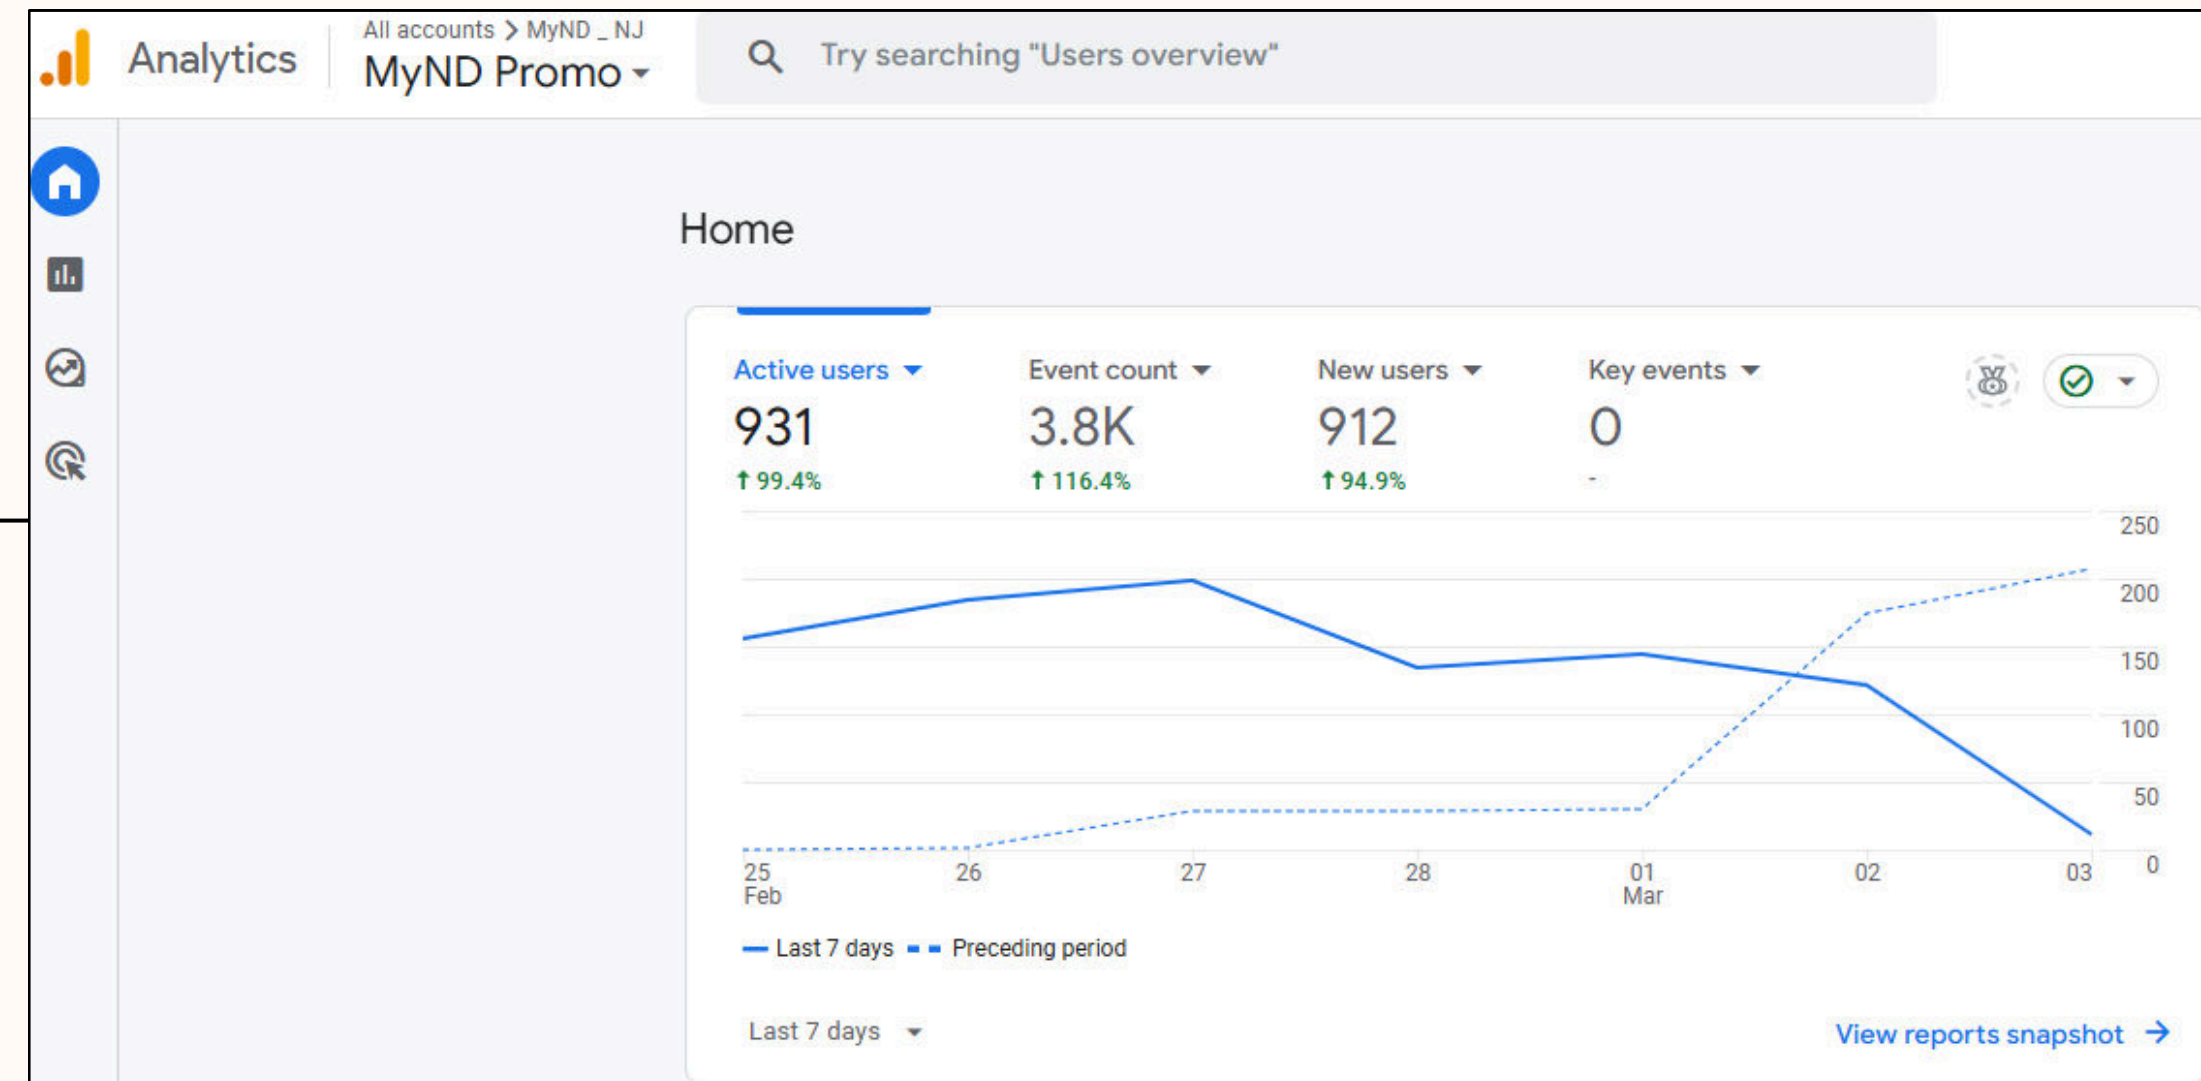 Analytics
All accounts > MyND _ NJ
MyND Promo
Try searching "Users overview"
Home
Active users
931
↑ 99.4%
Event count
3.8K
↑ 116.4%
New users
912
↑ 94.9%
Key events
0
-
250
200
150
100
50
0
25 Feb
26
27
28
01 Mar
02
03
Last 7 days
Preceding period
Last 7 days
View reports snapshot →